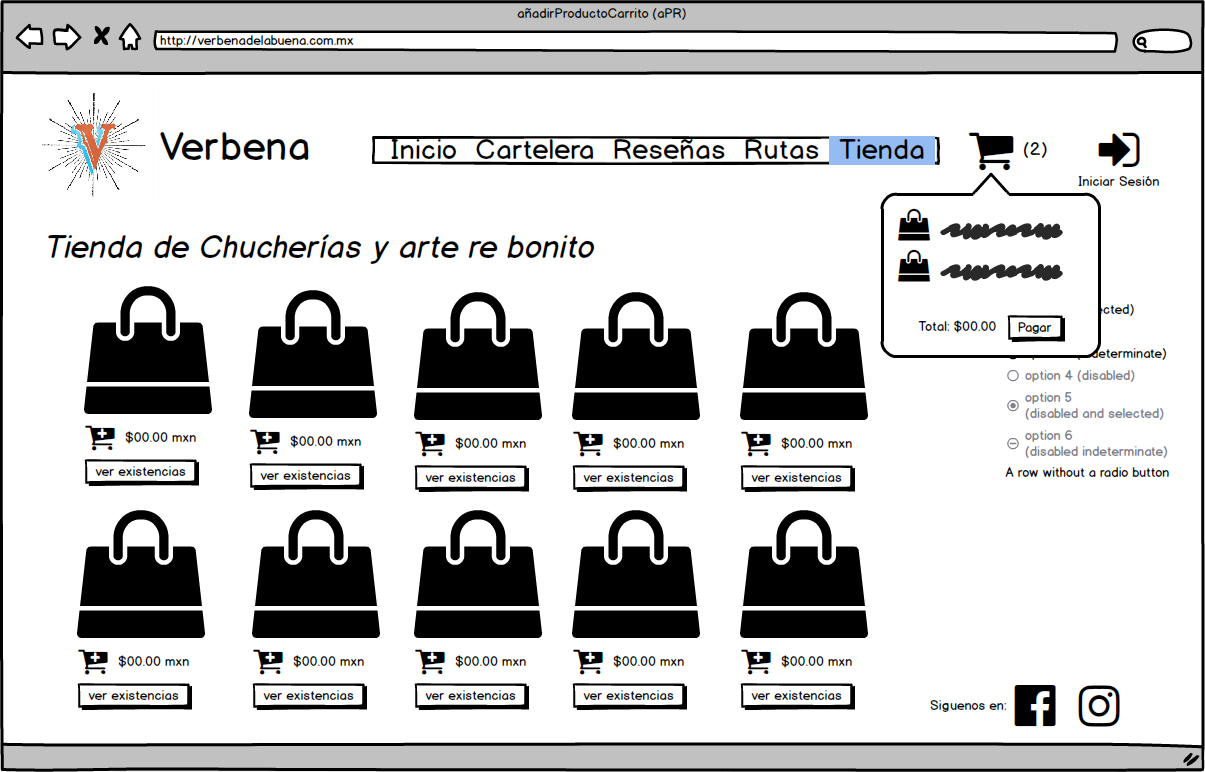 añadirProductoCarrito (aPR)
http://verbenadelabuena.com.mx
V
Verbena
Inicio Cartelera Reseñas Rutas Tienda
(2)
Iniciar Sesión
Tienda de Chucherías y arte re bonito
Total: $00.00 Pagar
option 4 (disabled)
option 5
(disabled and selected)
option 6
(disabled indeterminate)
A row without a radio button
$00.00 mxn $00.00 mxn $00.00 mxn $00.00 mxn $00.00 mxn
ver existencias ver existencias ver existencias ver existencias ver existencias
$00.00 mxn $00.00 mxn $00.00 mxn $00.00 mxn $00.00 mxn
ver existencias ver existencias ver existencias ver existencias ver existencias
Siguenos en: